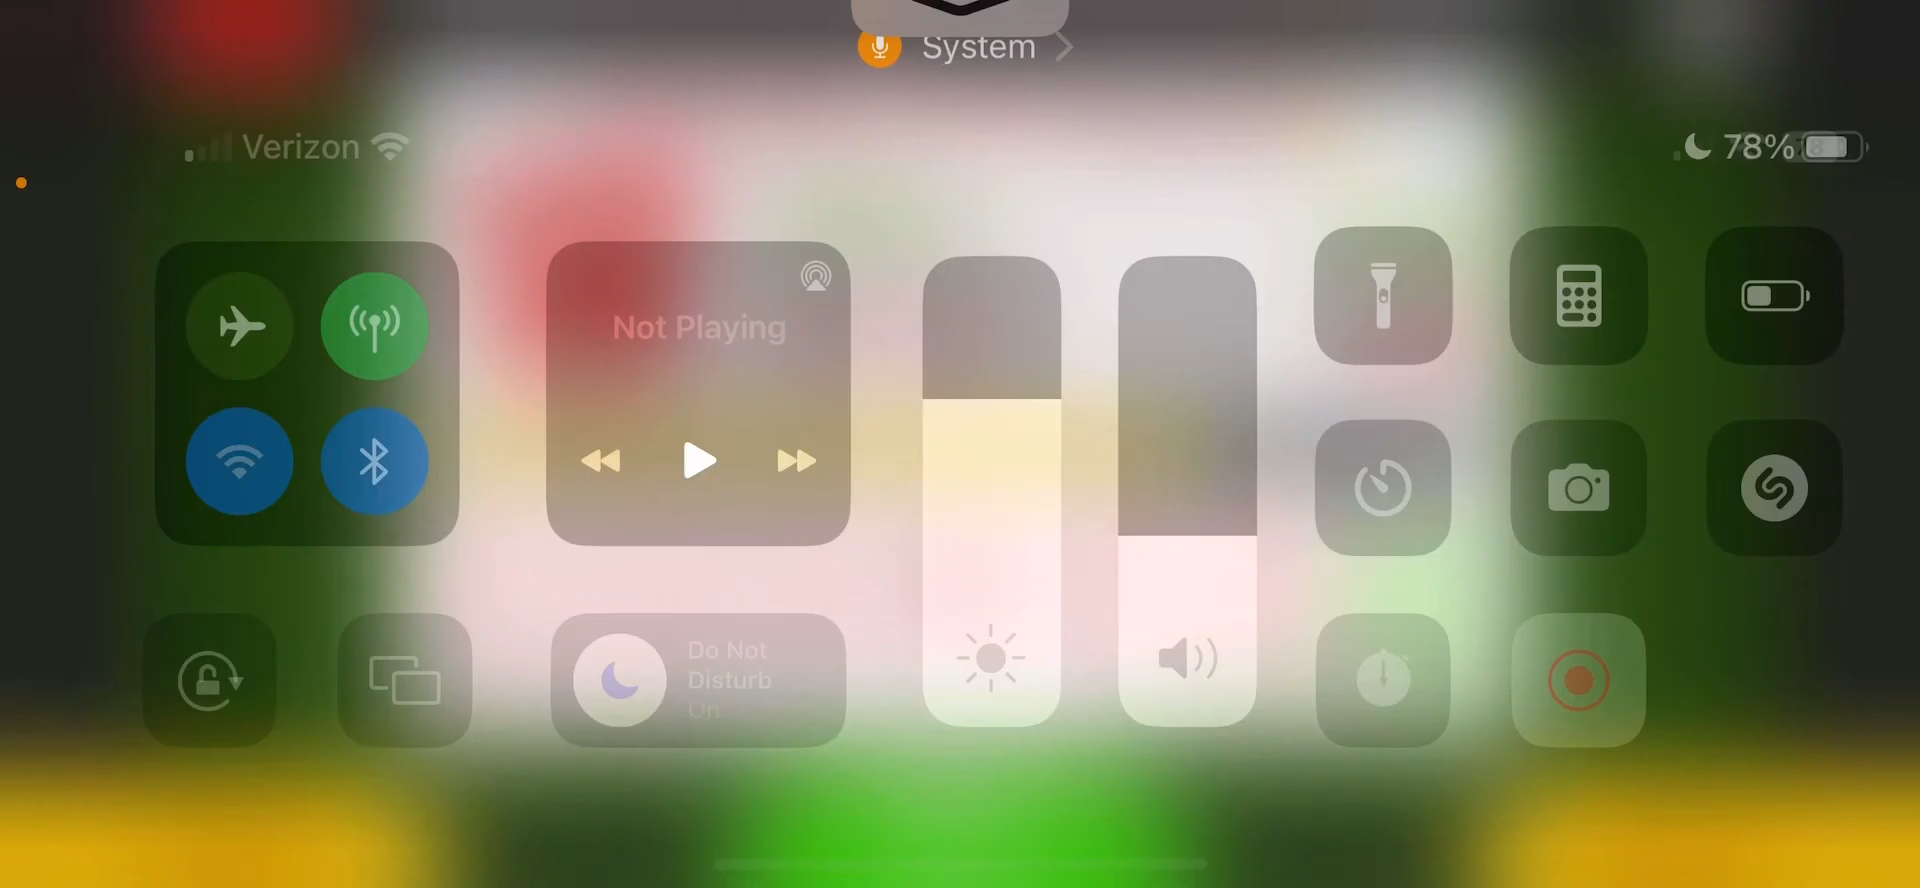 System
Verizon
78%
Not Playing
Do Not
Disturb
On